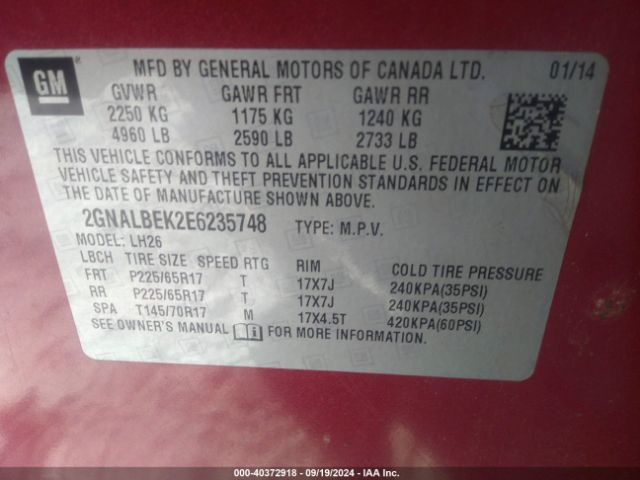 GM
MFD BY GENERAL MOTORS OF CANADA LTD. 01/14
GVWR GAWR FRT GAWR RR
2250 KG 1175 KG 1240 KG
4960 LB 2590 LB 2733 LB
THIS VEHICLE CONFORMS TO ALL APPLICABLE U.S. FEDERAL MOTOR
VEHICLE SAFETY AND THEFT PREVENTION STANDARDS IN EFFECT ON
THE DATE OF MANUFACTURE SHOWN ABOVE.
2GNALBEK2E6235748 TYPE: M.P.V.
MODEL: LH26
LBCH TIRE SIZE SPEED RTG RIM COLD TIRE PRESSURE
FRT P225/65R17 T 17X7J 240KPA(35PSI)
RR P225/65R17 T 17X7J 240KPA(35PSI)
SPA T145/70R17 M 17X4.5T 420KPA(60PSI)
SEE OWNER'S MANUAL i FOR MORE INFORMATION.
000-40372918 - 09/19/2024 - IAA Inc.